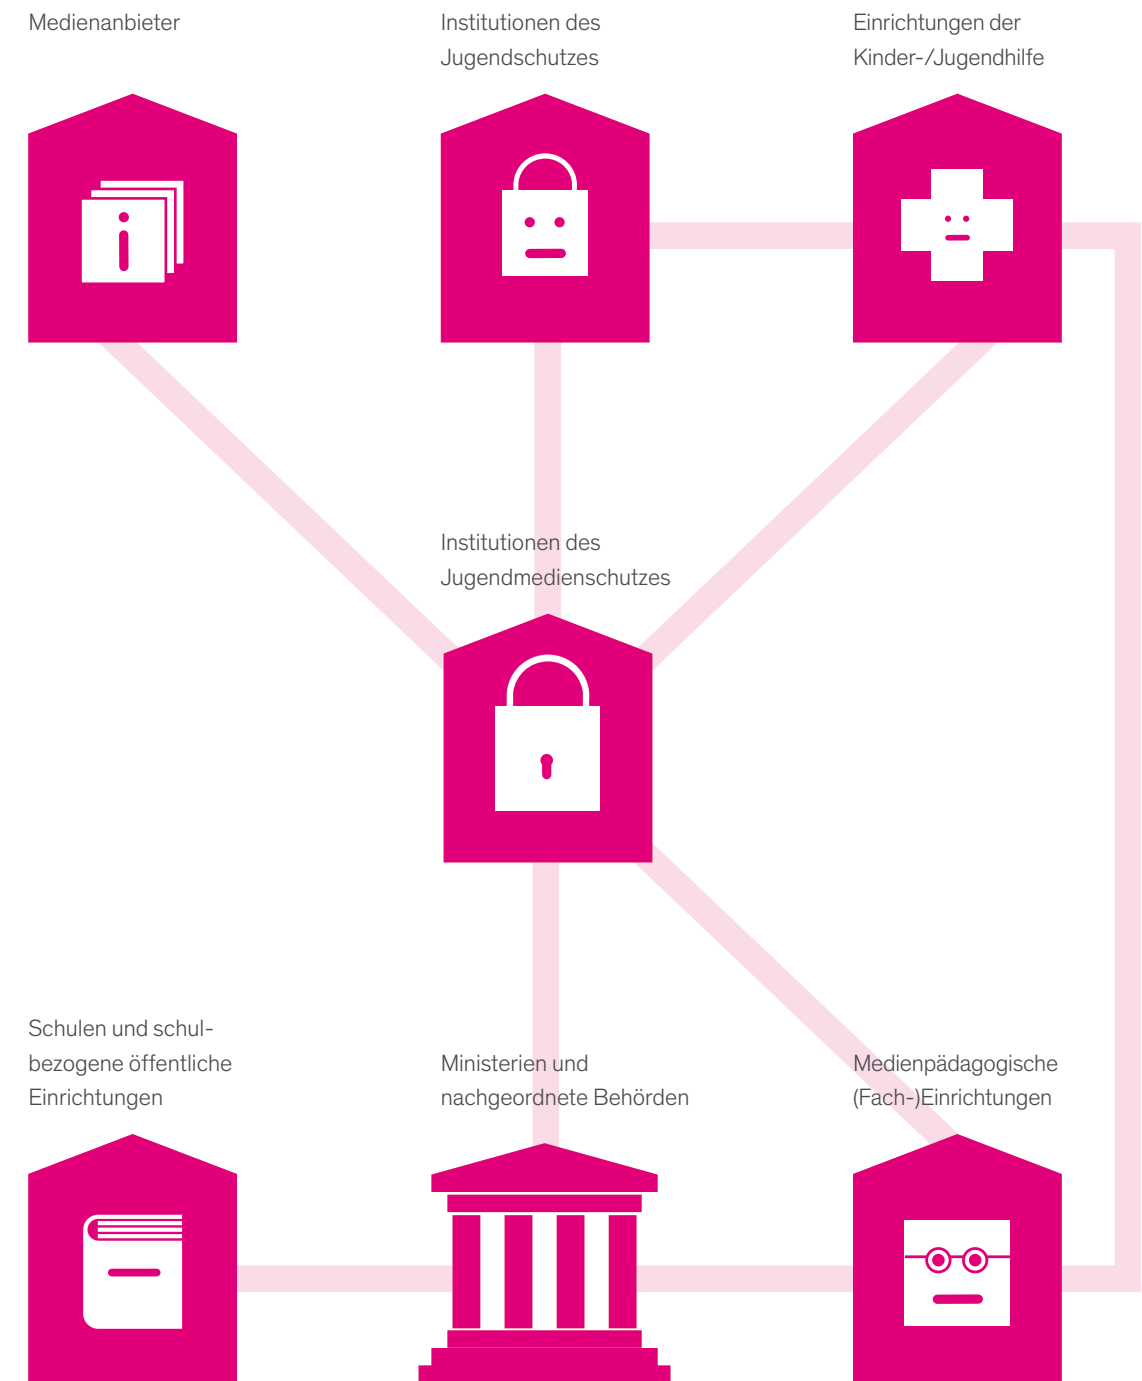 Medienanbieter
Institutionen des
Jugendschutzes
Einrichtungen der
Kinder-/Jugendhilfe
Institutionen des
Jugendmedienschutzes
Schulen und schul-
bezogene öffentliche
Einrichtungen
Ministerien und
nachgeordnete Behörden
Medienpädagogische
(Fach-)Einrichtungen